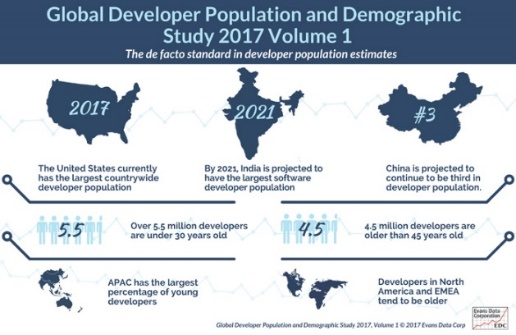 Global Developer Population and Demographic
Study 2017 Volume 1
The de facto standard in developer population estimates
2017
2021
#3
The United States currently
has the largest countrywide
developer population
By 2021, India is projected to
have the largest software
developer population
China is projected to
continue to be third in
developer population.
5.5
Over 5.5 million developers
are under 30 years old
4.5
4.5 million developers are
older than 45 years old
APAC has the largest
percentage of young
developers
Developers in North
America and EMEA
tend to be older
Evans Data
Corporation
EDC
Global Developer Population and Demographic Study 2017, Volume 1 © 2017 Evans Data Corp